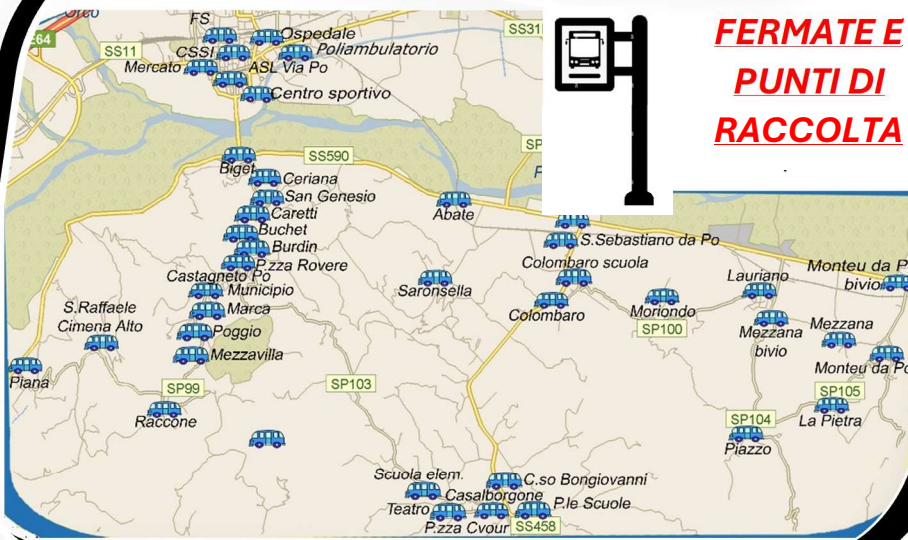 FERMATE E
PUNTI DI
RACCOLTA
Orco
FS
E64
SS11
Ospedale
CSSI
Poliambulatorio
Mercato
ASL Via Po
Centro sportivo
SS590
Biget
Ceriana
San Genesio
Caretti
Buchet
Burdin
P.zza Rovere
Castagneto Po
Municipio
Marca
Poggio
Mezzavilla
S.Raffaele
Cimena Alto
Piana
SP99
Raccone
SP103
Abate
Saronsella
S.Sebastiano da Po
Colombaro scuola
Colombaro
Moriondo
SP100
Lauriano
Monteu da P
bivio
Mezzana
bivio
Mezzana
Monteu da Po
SP105
La Pietra
SP104
Piazzo
Scuola elem.
C.so Bongiovanni
Casalborgone
P.le Scuole
Teatro
P.zza Cvour
SS458